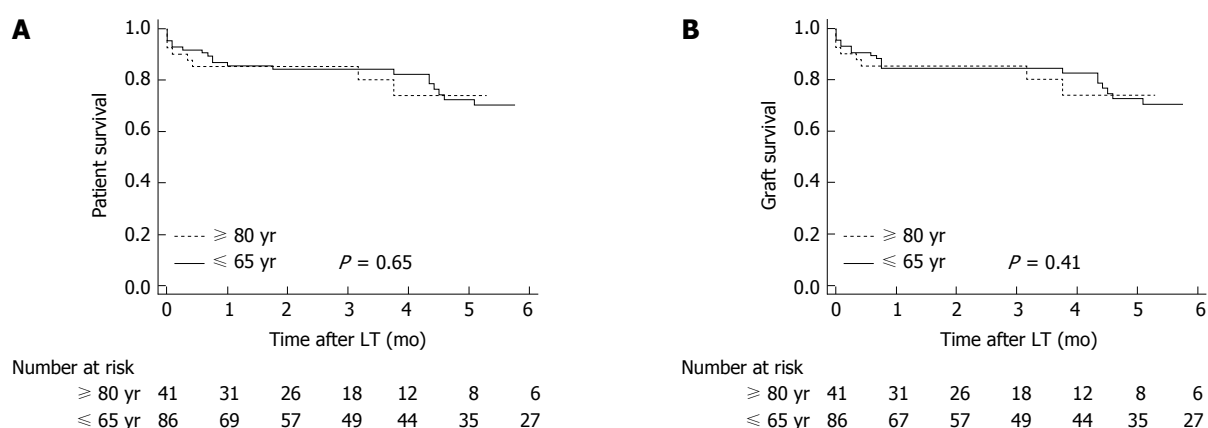 A
Patient survival
1.0
0.8
0.6
0.4
0.2
0.0
≥ 80 yr
≤ 65 yr
P = 0.65
0 1 2 3 4 5 6
Time after LT (mo)
Number at risk
≥ 80 yr 41 31 26 18 12 8 6
≤ 65 yr 86 69 57 49 44 35 27
B
Graft survival
1.0
0.8
0.6
0.4
0.2
0.0
≥ 80 yr
≤ 65 yr
P = 0.41
0 1 2 3 4 5 6
Time after LT (mo)
Number at risk
≥ 80 yr 41 31 26 18 12 8 6
≤ 65 yr 86 67 57 49 44 35 27